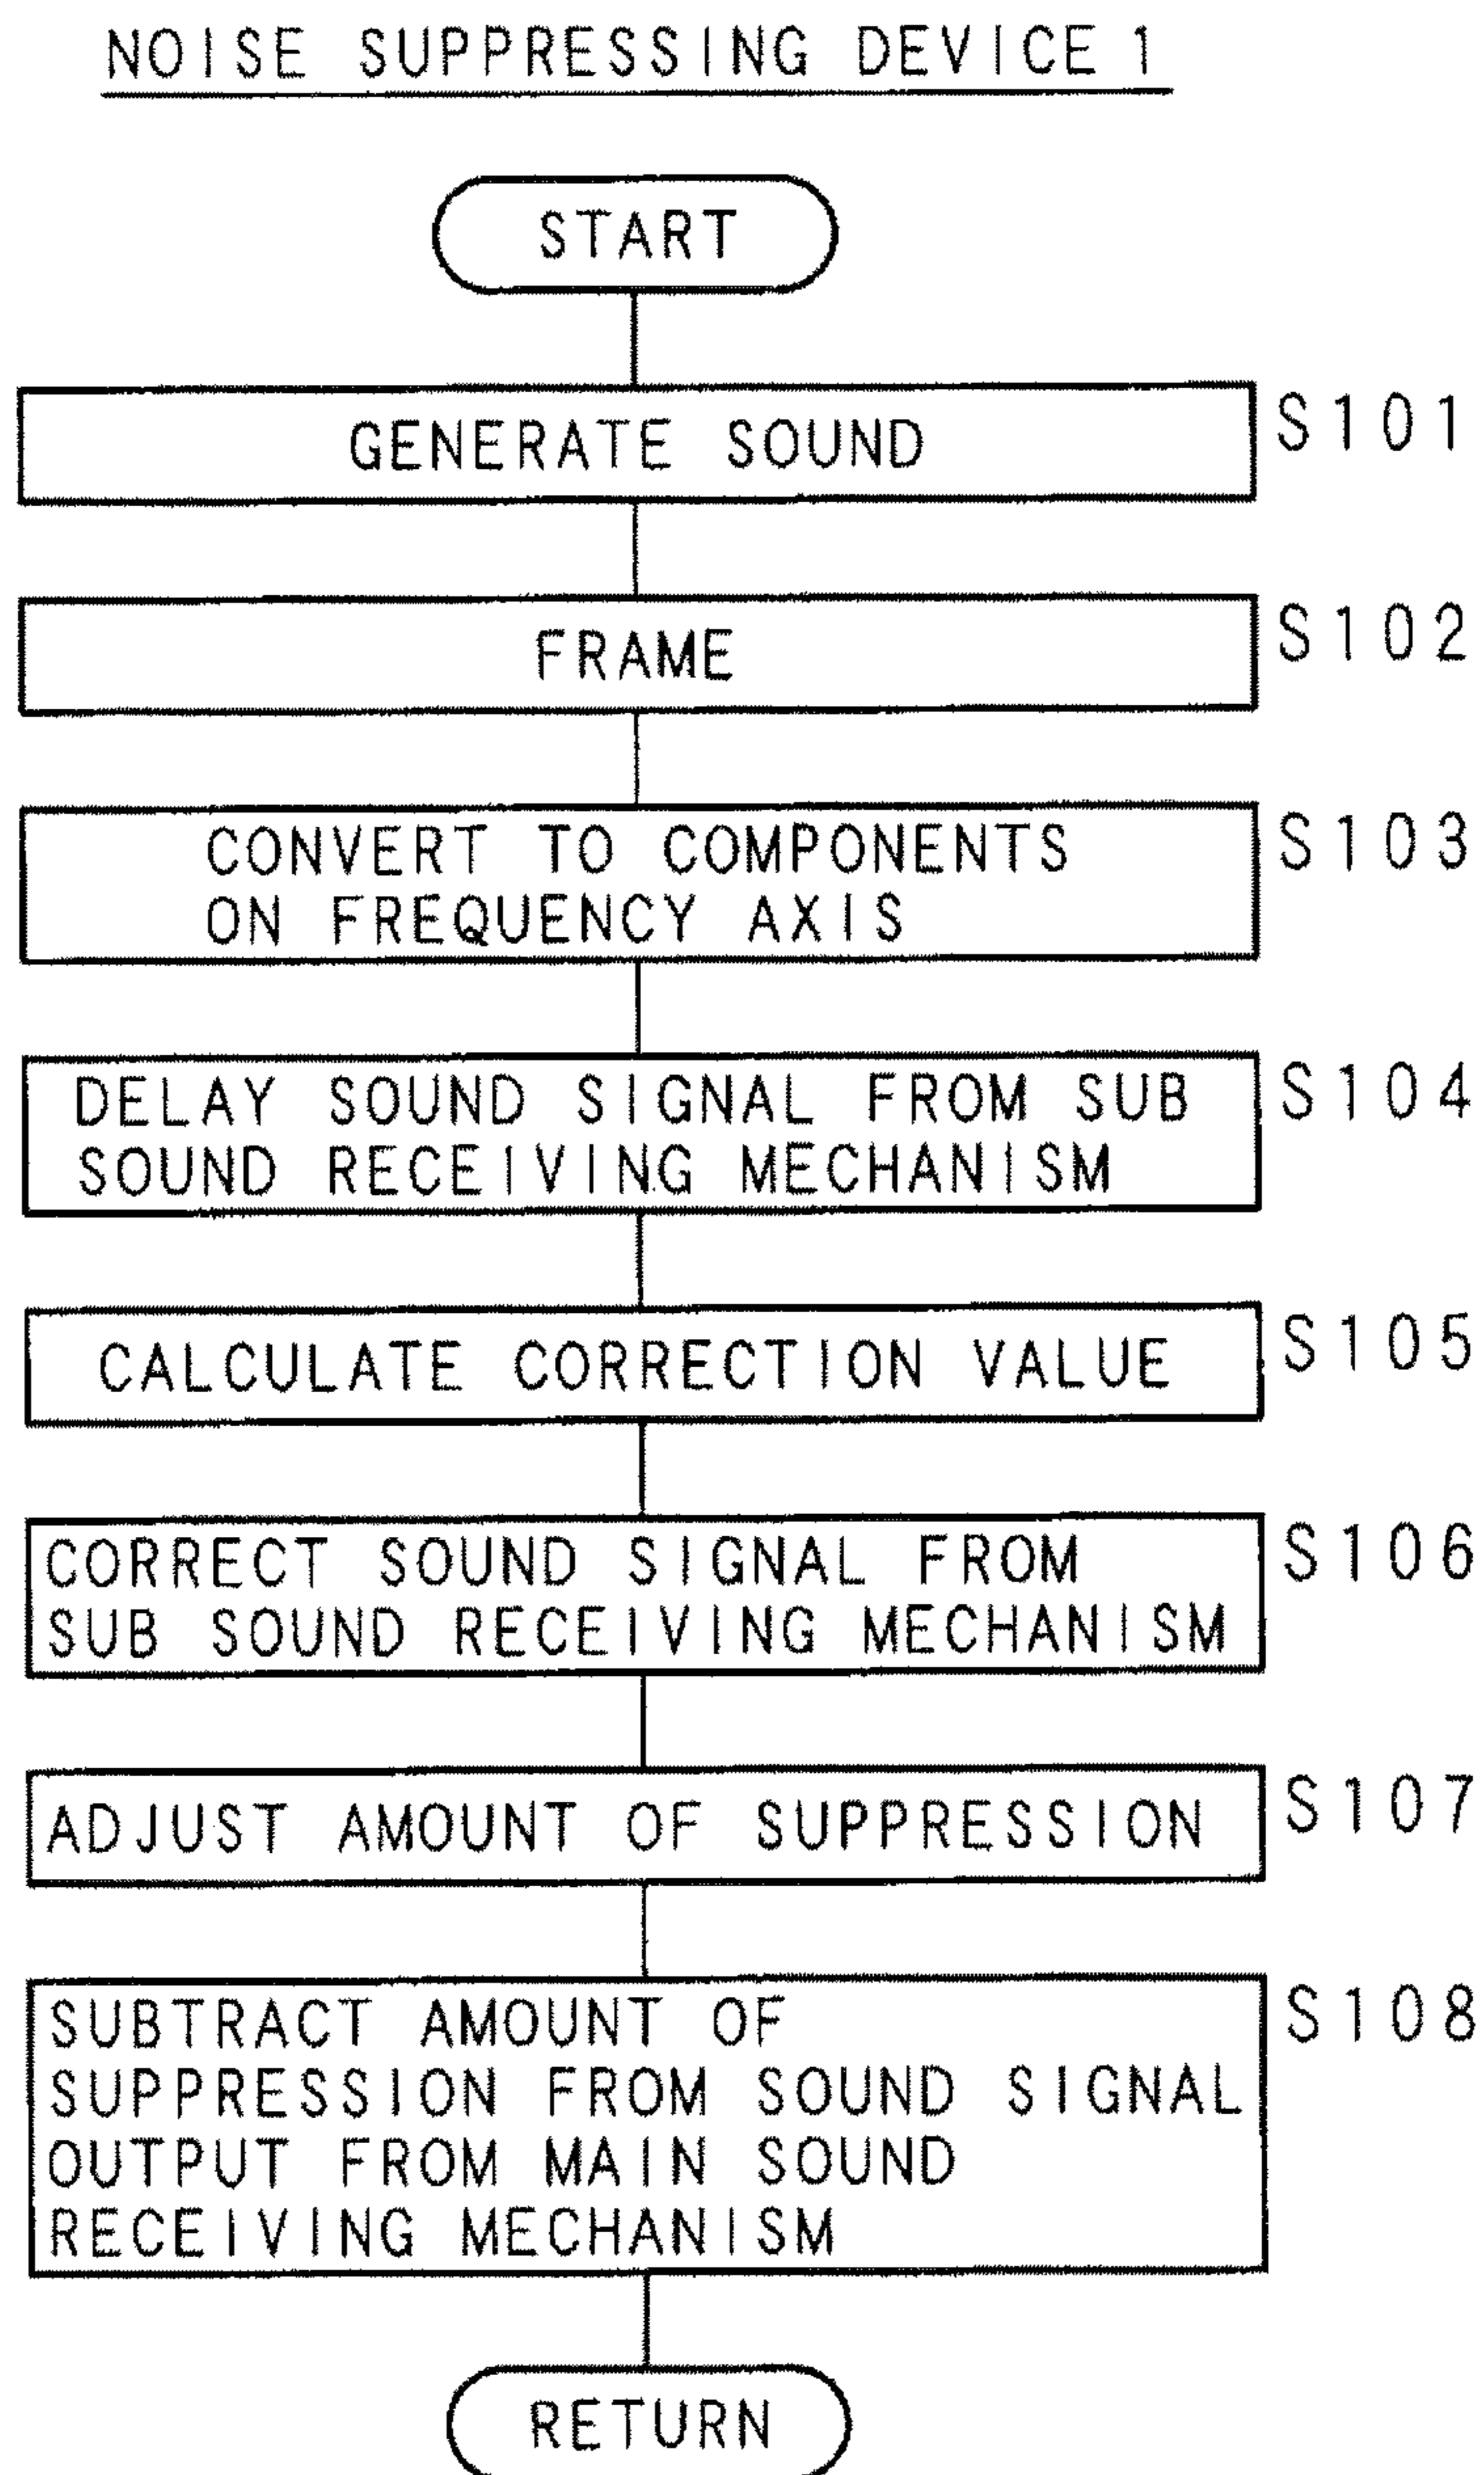 NOISE SUPPRESSING DEVICE 1
START
GENERATE SOUND
S101
FRAME
S102
CONVERT TO COMPONENTS
ON FREQUENCY AXIS
S103
DELAY SOUND SIGNAL FROM SUB
SOUND RECEIVING MECHANISM
S104
CALCULATE CORRECTION VALUE
S105
CORRECT SOUND SIGNAL FROM
SUB SOUND RECEIVING MECHANISM
S106
ADJUST AMOUNT OF SUPPRESSION
S107
SUBTRACT AMOUNT OF
SUPPRESSION FROM SOUND SIGNAL
OUTPUT FROM MAIN SOUND
RECEIVING MECHANISM
S108
RETURN